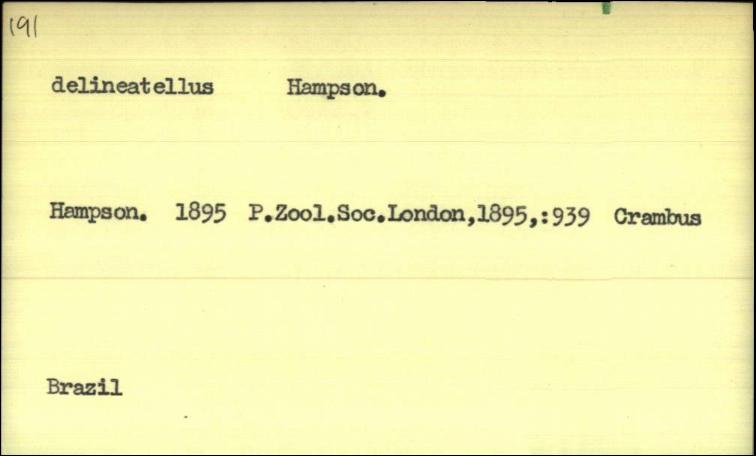 191
delineatellus Hampson.
Hampson. 1895 P.Zool.Soc.London,1895,:939 Crambus
Brazil